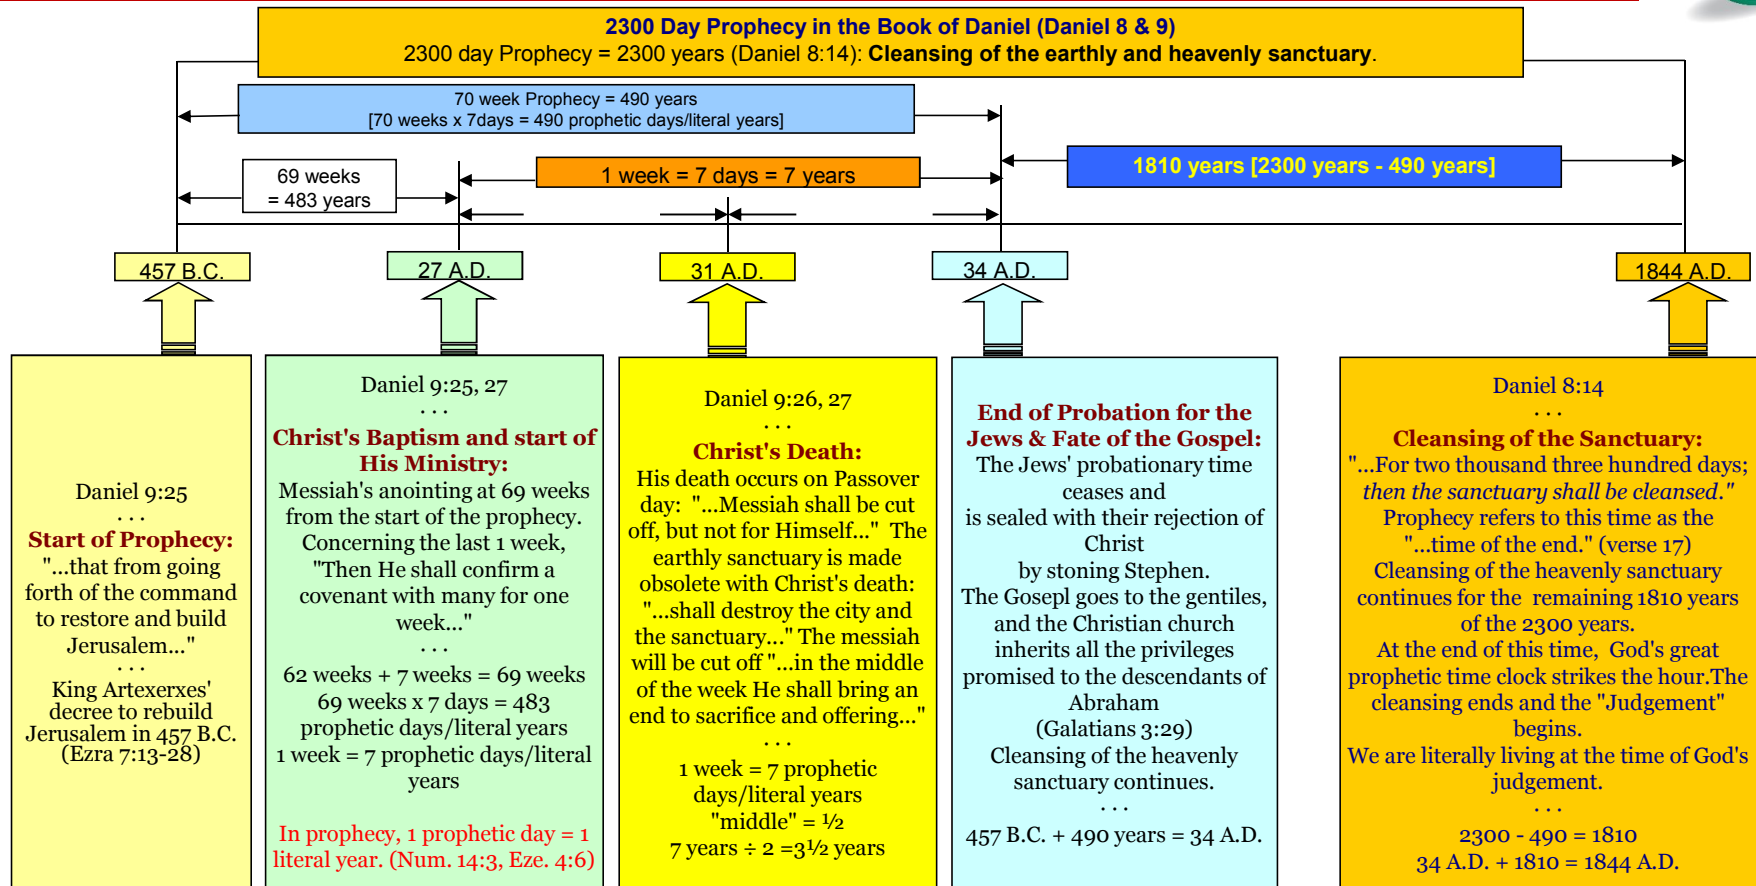 2300 Day Prophecy in the Book of Daniel (Daniel 8 & 9)
2300 day Prophecy = 2300 years (Daniel 8:14): Cleansing of the earthly and heavenly sanctuary.
70 week Prophecy = 490 years
[70 weeks x 7days = 490 prophetic days/literal years]
69 weeks
= 483 years
1 week = 7 days = 7 years
1810 years [2300 years - 490 years]
457 B.C.
27 A.D.
31 A.D.
34 A.D.
1844 A.D.
Daniel 9:25
. . .
Start of Prophecy:
"...that from going
forth of the command
to restore and build
Jerusalem..."
. . .
King Artexerxes'
decree to rebuild
Jerusalem in 457 B.C.
(Ezra 7:13-28)
Daniel 9:25, 27
. . .
Christ's Baptism and start of
His Ministry:
Messiah's anointing at 69 weeks
from the start of the prophecy.
Concerning the last 1 week,
"Then He shall confirm a
covenant with many for one
week..."
. . .
62 weeks + 7 weeks = 69 weeks
69 weeks x 7 days = 483
prophetic days/literal years
1 week = 7 prophetic days/literal
years
In prophecy, 1 prophetic day = 1
literal year. (Num. 14:3, Eze. 4:6)
Daniel 9:26, 27
. . .
Christ's Death:
His death occurs on Passover
day: "...Messiah shall be cut
off, but not for Himself..." The
earthly sanctuary is made
obsolete with Christ's death:
"...shall destroy the city and
the sanctuary..." The messiah
will be cut off "...in the middle
of the week He shall bring an
end to sacrifice and offering..."
. . .
1 week = 7 prophetic
days/literal years
"middle" = ½
7 years ÷ 2 =3½ years
End of Probation for the
Jews & Fate of the Gospel:
The Jews' probationary time
ceases and
is sealed with their rejection of
Christ
by stoning Stephen.
The Gosepl goes to the gentiles,
and the Christian church
inherits all the privileges
promised to the descendants of
Abraham
(Galatians 3:29)
Cleansing of the heavenly
sanctuary continues.
. . .
457 B.C. + 490 years = 34 A.D.
Daniel 8:14
. . .
Cleansing of the Sanctuary:
"...For two thousand three hundred days;
then the sanctuary shall be cleansed."
Prophecy refers to this time as the
"...time of the end." (verse 17)
Cleansing of the heavenly sanctuary
continues for the remaining 1810 years
of the 2300 years.
At the end of this time, God's great
prophetic time clock strikes the hour.The
cleansing ends and the "Judgement"
begins.
We are literally living at the time of God's
judgement.
. . .
2300 - 490 = 1810
34 A.D. + 1810 = 1844 A.D.